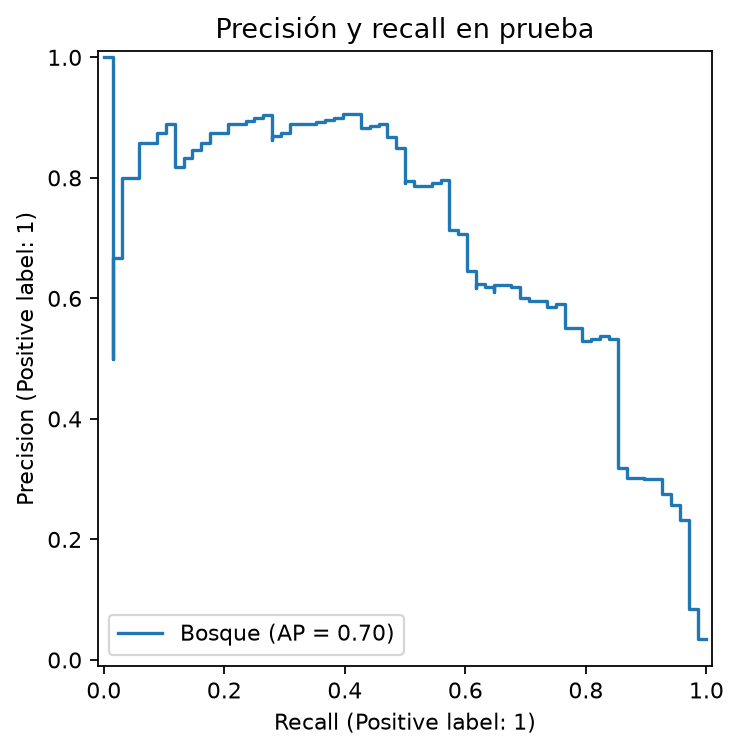 Precisión y recall en prueba
Precision (Positive label: 1)
1.0
0.8
0.6
0.4
0.2
0.0
Bosque (AP = 0.70)
0.0 0.2 0.4 0.6 0.8 1.0
Recall (Positive label: 1)